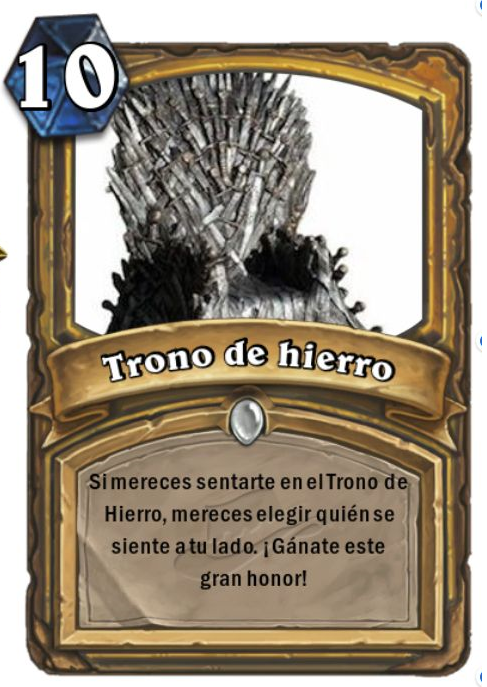 10
Trono de hierro
Si mereces sentarte en el Trono de
Hierro, mereces elegir quién se
siente a tu lado. ¡Gánate este
gran honor!